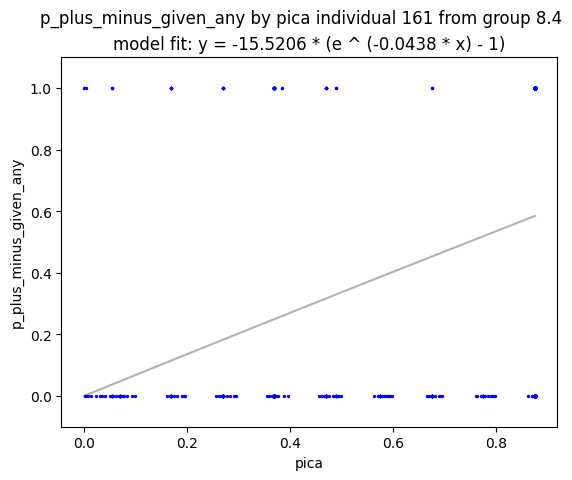 p_plus_minus_given_any by pica individual 161 from group 8.4
model fit: y = -15.5206 * (e ^ (-0.0438 * x) - 1)
1.0
0.8
0.6
0.4
0.2
0.0
p_plus_minus_given_any
0.0 0.2 0.4 0.6 0.8
pica